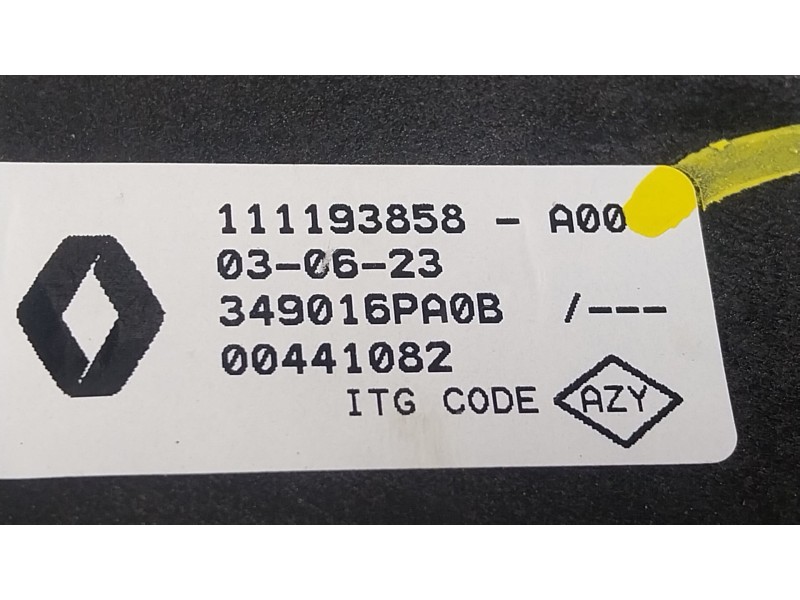 111193858 - A00
03-06-23
349016PA0B /---
00441082
ITG CODE AZY